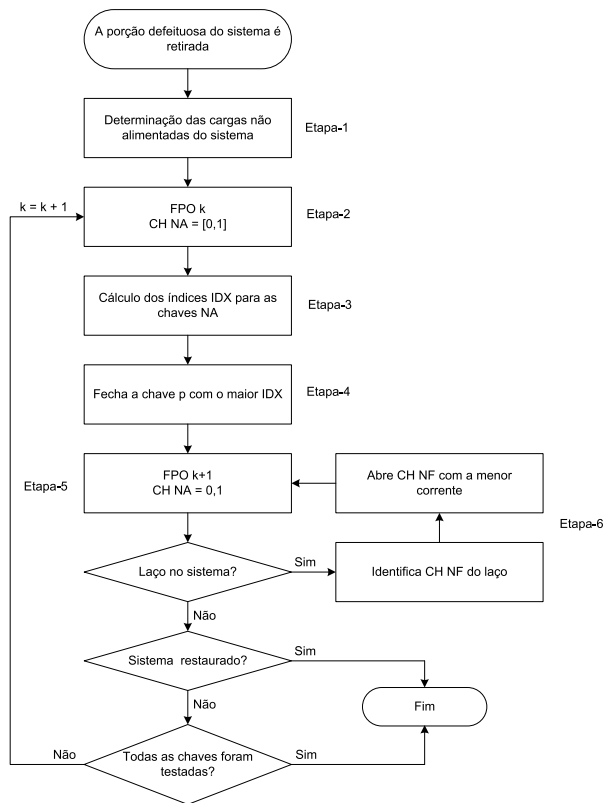 A porção defeituosa do sistema é
retirada
Determinação das cargas não
alimentadas do sistema
Etapa-1
k = k + 1
FPO k
CH NA = [0,1]
Etapa-2
Cálculo dos índices IDX para as
chaves NA
Etapa-3
Fecha a chave p com o maior IDX
Etapa-4
Etapa-5
FPO k+1
CH NA = 0,1
Abre CH NF com a menor
corrente
Etapa-6
Laço no sistema?
Sim
Identifica CH NF do laço
Não
Sistema restaurado?
Sim
Não
Fim
Não
Todas as chaves foram
testadas?
Sim